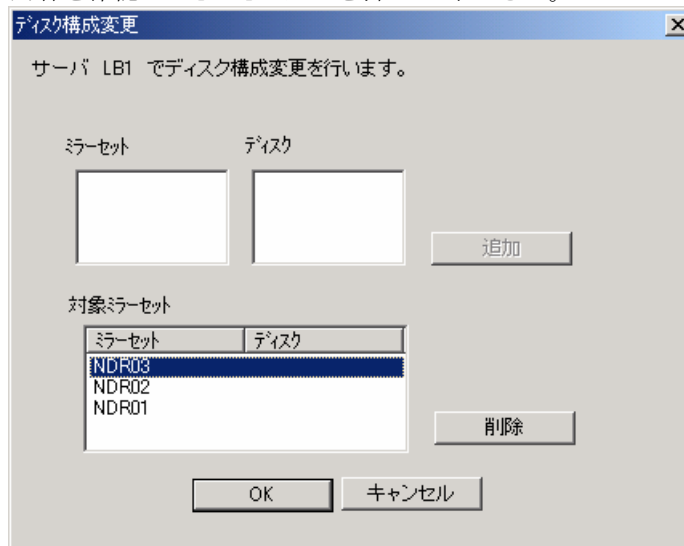 ディスク構成変更
サーバ LB1 でディスク構成変更を行います。
ミラーセット ディスク
追加
対象ミラーセット
ミラーセット ディスク
NDR03
NDR02
NDR01
削除
OK キャンセル